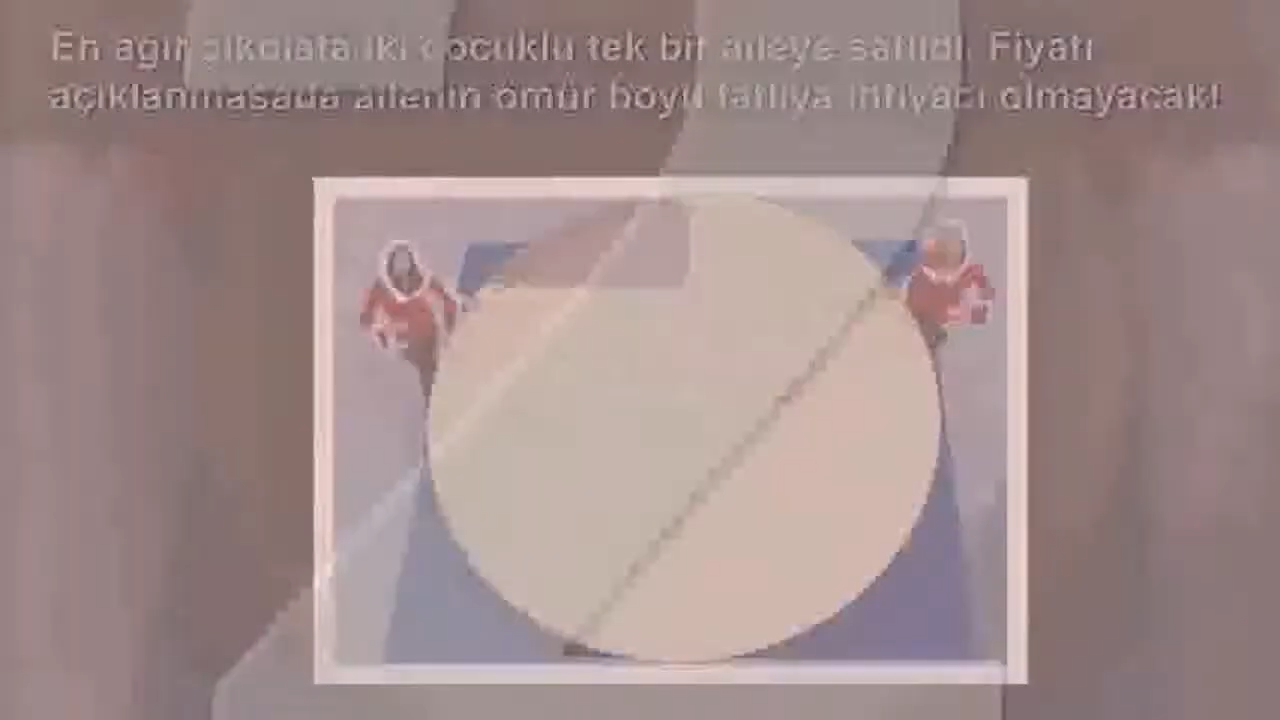 En ağır çikolata iki çocuklu tek bir aileye satıldı. Fiyatı
açıklanmasada ailenin ömür boyu tatlıya ihtiyacı olmayacak!